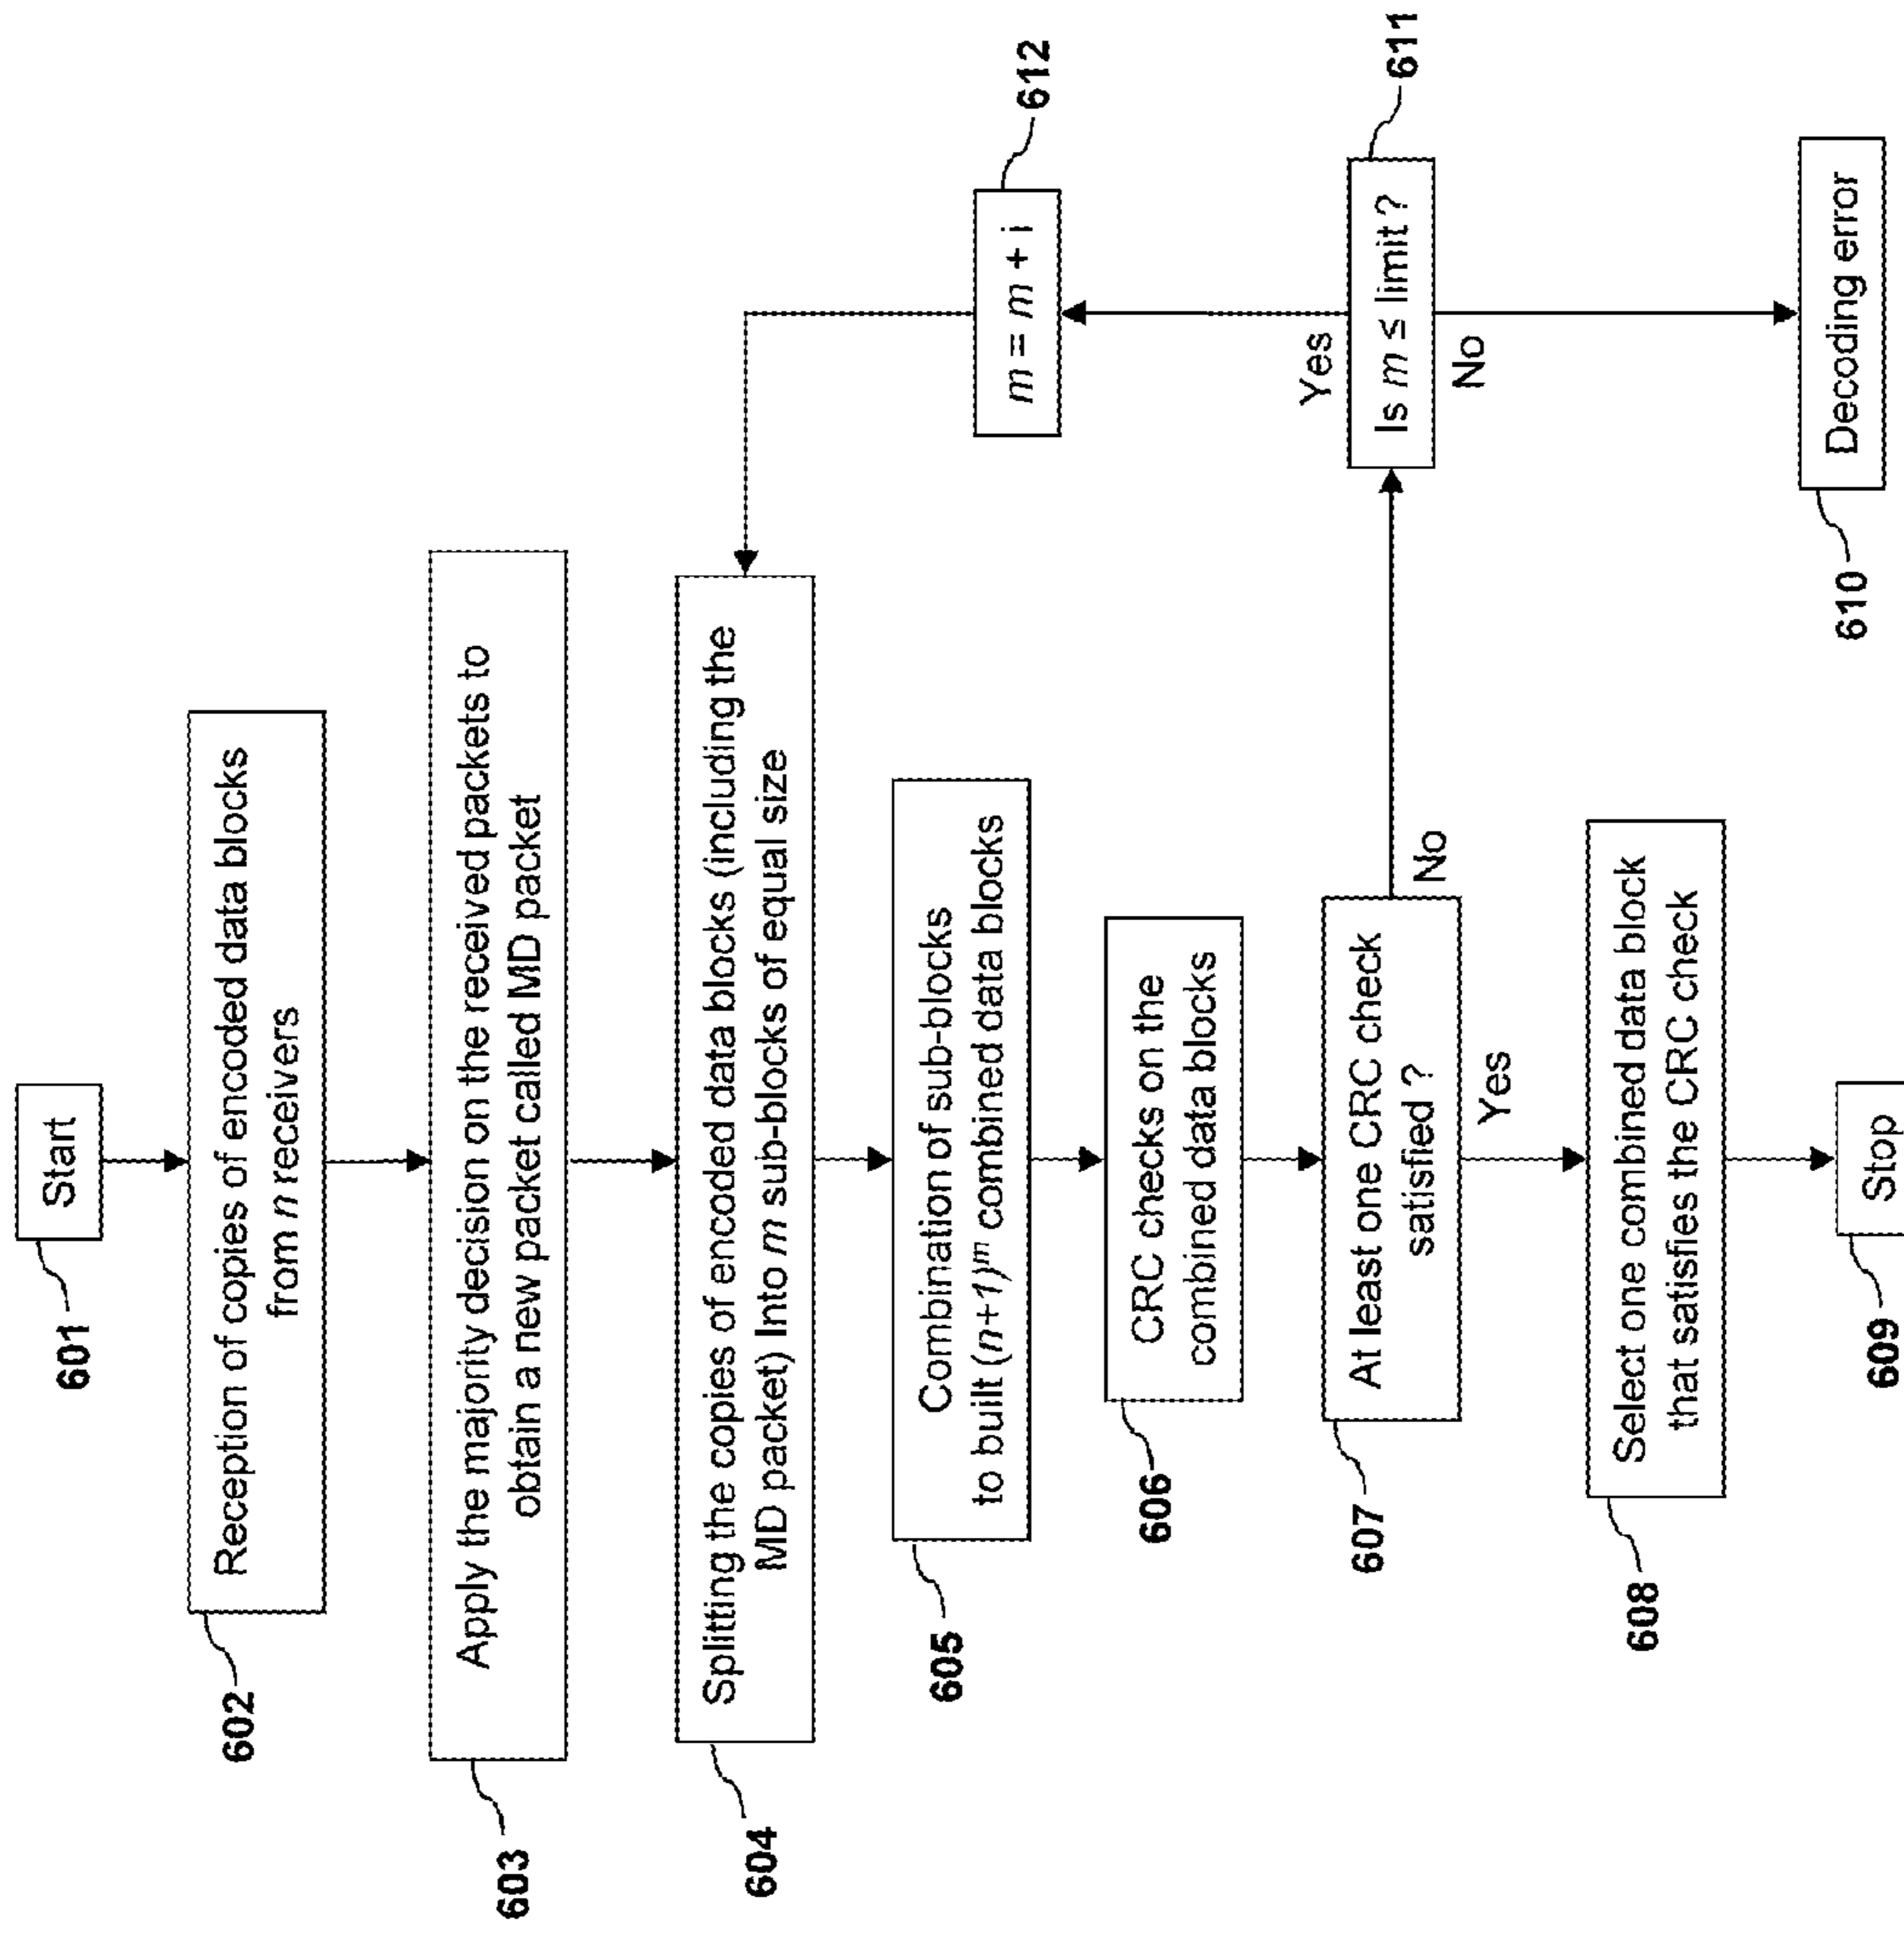 Start
601
Reception of copies of encoded data blocks
from n receivers
602
Apply the majority decision on the received packets to
obtain a new packet called MD packet
603
Splitting the copies of encoded data blocks (including the
MD packet) Into m sub-blocks of equal size
604
Combination of sub-blocks
to built (n+1)^m combined data blocks
605
CRC checks on the
combined data blocks
606
At least one CRC check
satisfied ?
607
No
Yes
Select one combined data block
that satisfies the CRC check
608
Stop
609
m = m + i
612
Yes
Is m ≤ limit ?
611
No
Decoding error
610